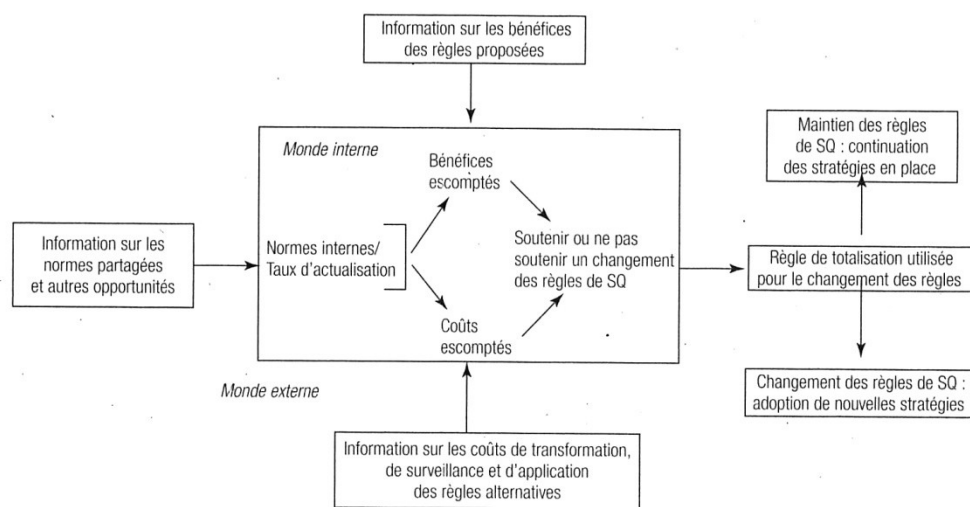 Information sur les bénéfices
des règles proposées
Monde interne
Bénéfices
escomptés
Maintien des règles
de SQ : continuation
des stratégies en place
Information sur les
normes partagées
et autres opportunités
Normes internes/
Taux d'actualisation
Soutenir ou ne pas
soutenir un changement
des règles de SQ
Règle de totalisation utilisée
pour le changement des règles
Coûts
escomptés
Monde externe
Changement des règles de SQ :
adoption de nouvelles stratégies
Information sur les coûts de transformation,
de surveillance et d'application
des règles alternatives